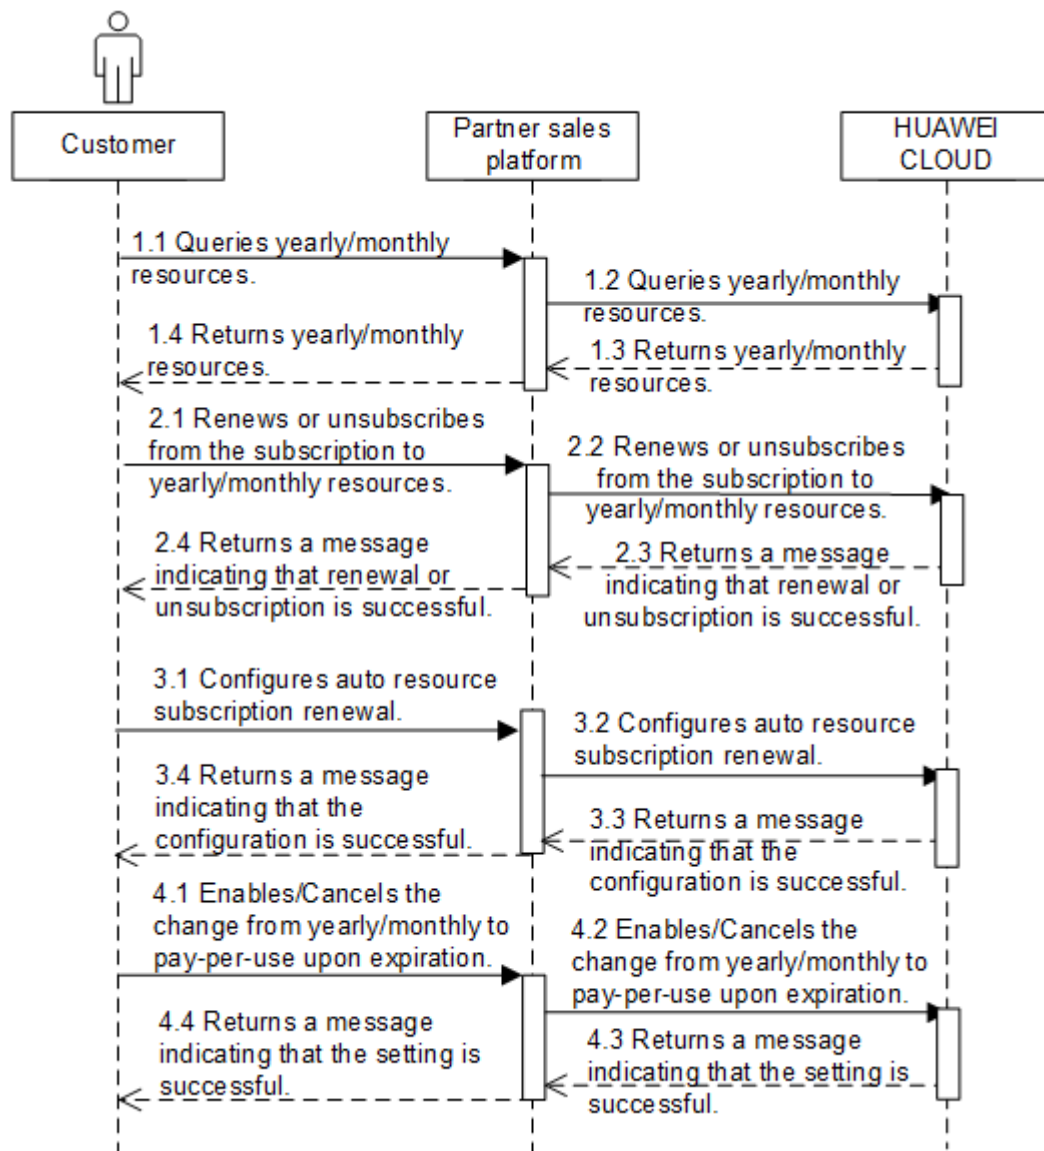 Customer
Partner sales
platform
HUAWEI
CLOUD
1.1 Queries yearly/monthly
resources.
1.2 Queries yearly/monthly
resources.
1.4 Returns yearly/monthly
resources.
1.3 Returns yearly/monthly
resources.
2.1 Renews or unsubscribes
from the subscription to
yearly/monthly resources.
2.2 Renews or unsubscribes
from the subscription to
yearly/monthly resources.
2.4 Returns a message
indicating that renewal or
unsubscription is successful.
2.3 Returns a message
indicating that renewal or
unsubscription is successful.
3.1 Configures auto resource
subscription renewal.
3.2 Configures auto resource
subscription renewal.
3.4 Returns a message
indicating that the
configuration is successful.
3.3 Returns a message
indicating that the
configuration is successful.
4.1 Enables/Cancels the
change from yearly/monthly to
pay-per-use upon expiration.
4.2 Enables/Cancels the
change from yearly/monthly to
pay-per-use upon expiration.
4.4 Returns a message
indicating that the setting is
successful.
4.3 Returns a message
indicating that the setting is
successful.